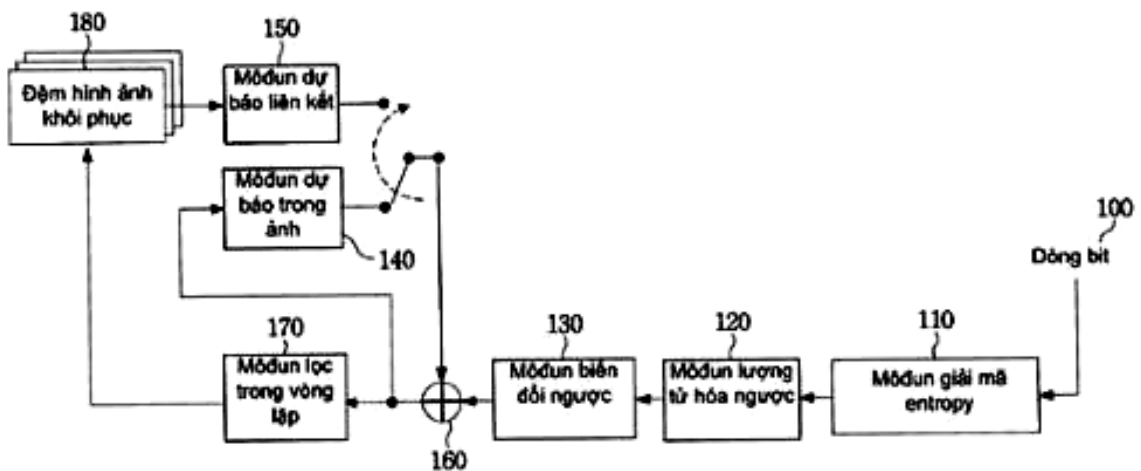 180
Đệm hình ảnh
khôi phục
150
Môđun dự
báo liên kết
Môđun dự
báo trong
ảnh
140
100
Dòng bit
170
Môđun lọc
trong vòng
lặp
160
130
Môđun biến
đổi ngược
120
Môđun lượng
tử hóa ngược
110
Môđun giải mã
entropy